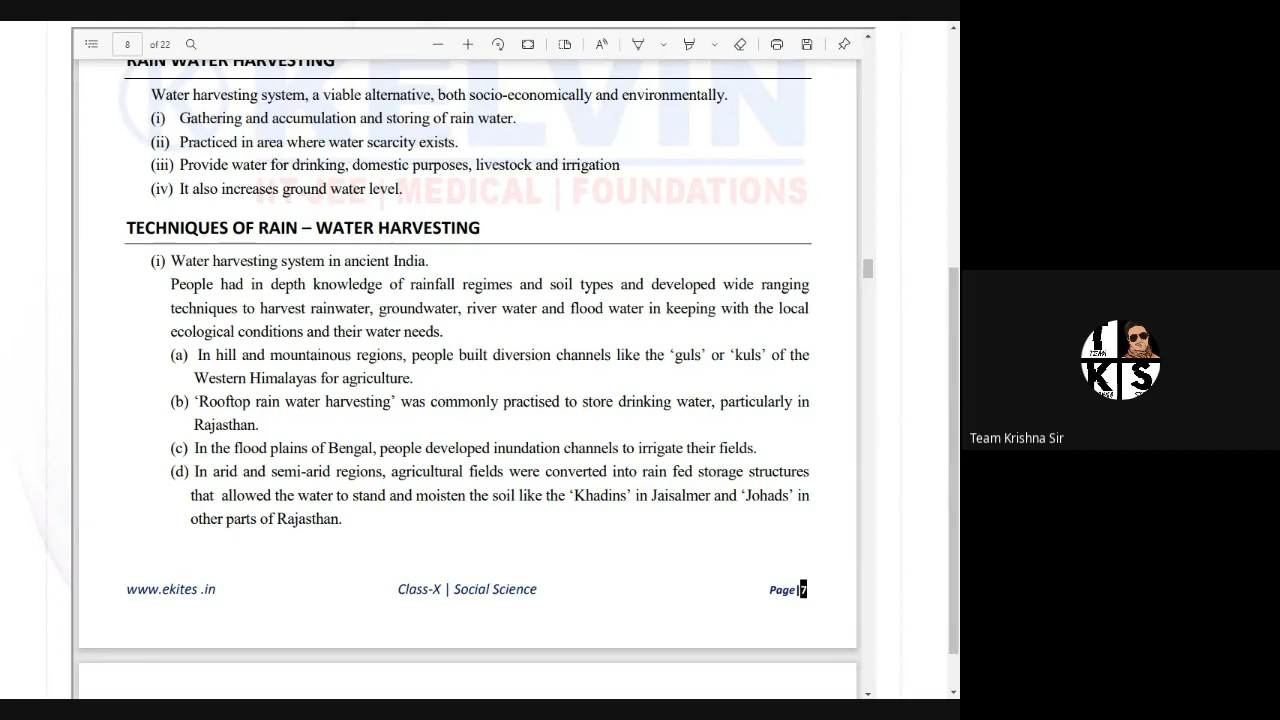 8 of 22
RAIN WATER HARVESTING
Water harvesting system, a viable alternative, both socio-economically and environmentally.
(i) Gathering and accumulation and storing of rain water.
(ii) Practiced in area where water scarcity exists.
(iii) Provide water for drinking, domestic purposes, livestock and irrigation
(iv) It also increases ground water level.
KELVIN
IIT-JEE | MEDICAL | FOUNDATIONS
TECHNIQUES OF RAIN – WATER HARVESTING
(i) Water harvesting system in ancient India.
People had in depth knowledge of rainfall regimes and soil types and developed wide ranging
techniques to harvest rainwater, groundwater, river water and flood water in keeping with the local
ecological conditions and their water needs.
(a) In hill and mountainous regions, people built diversion channels like the ‘guls’ or ‘kuls’ of the
Western Himalayas for agriculture.
(b) ‘Rooftop rain water harvesting’ was commonly practised to store drinking water, particularly in
Rajasthan.
(c) In the flood plains of Bengal, people developed inundation channels to irrigate their fields.
(d) In arid and semi-arid regions, agricultural fields were converted into rain fed storage structures
that allowed the water to stand and moisten the soil like the ‘Khadins’ in Jaisalmer and ‘Johads’ in
other parts of Rajasthan.
www.ekites .in Class-X | Social Science Page|7
TEAM
K S
Team Krishna Sir